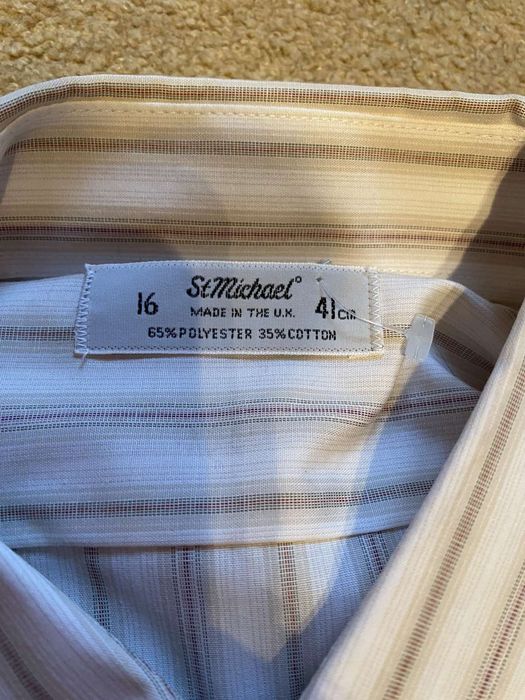 16 St Michael® 41cm
MADE IN THE U.K.
65% POLYESTER 35% COTTON